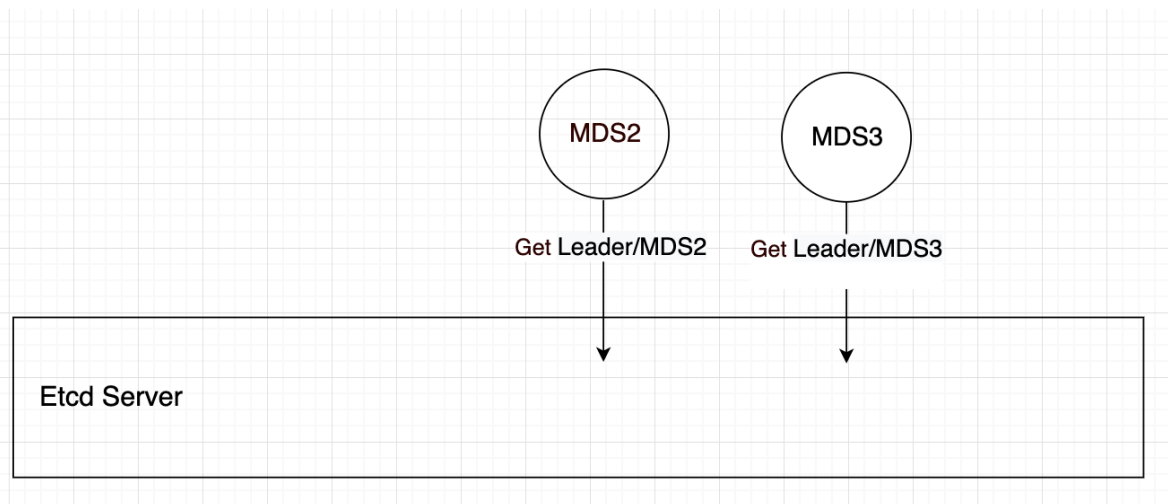 MDS2
MDS3
Get Leader/MDS2
Get Leader/MDS3
Etcd Server